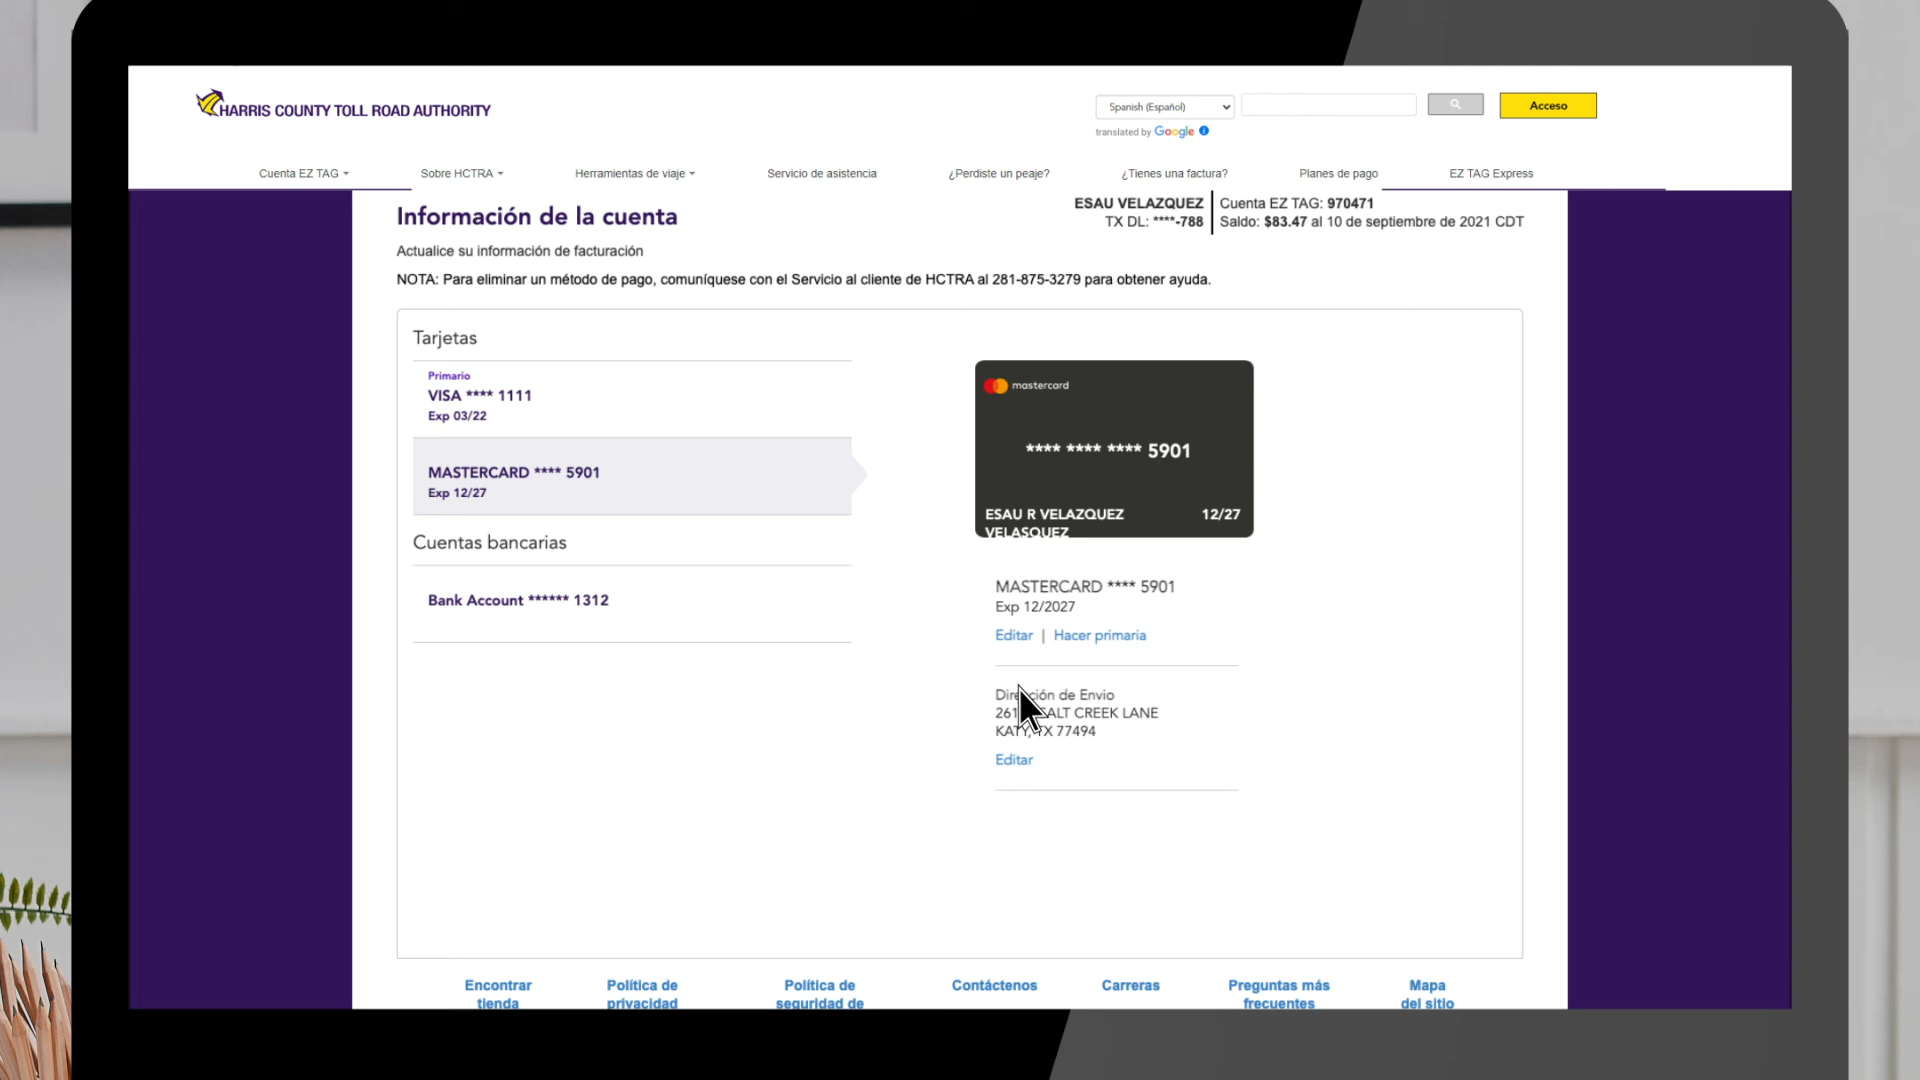 HARRIS COUNTY TOLL ROAD AUTHORITY
Spanish (Español)
Acceso
translated by Google
Cuenta EZ TAG
Sobre HCTRA
Herramientas de viaje
Servicio de asistencia
¿Perdiste un peaje?
¿Tienes una factura?
Planes de pago
EZ TAG Express
Información de la cuenta
ESAU VELAZQUEZ
TX DL: ****-788
Cuenta EZ TAG: 970471
Saldo: $83.47 al 10 de septiembre de 2021 CDT
Actualice su información de facturación
NOTA: Para eliminar un método de pago, comuníquese con el Servicio al cliente de HCTRA al 281-875-3279 para obtener ayuda.
Tarjetas
Primario
VISA **** 1111
Exp 03/22
MASTERCARD **** 5901
Exp 12/27
Cuentas bancarias
Bank Account ****** 1312
mastercard
**** **** **** 5901
ESAU R VELAZQUEZ
VELASQUEZ
12/27
MASTERCARD **** 5901
Exp 12/2027
Editar | Hacer primaria
Dirección de Envio
CREEK LANE
KATY, TX 77494
Editar
Encontrar
tienda
Política de
privacidad
Política de
seguridad de
Contáctenos
Carreras
Preguntas más
frecuentes
Mapa
del sitio